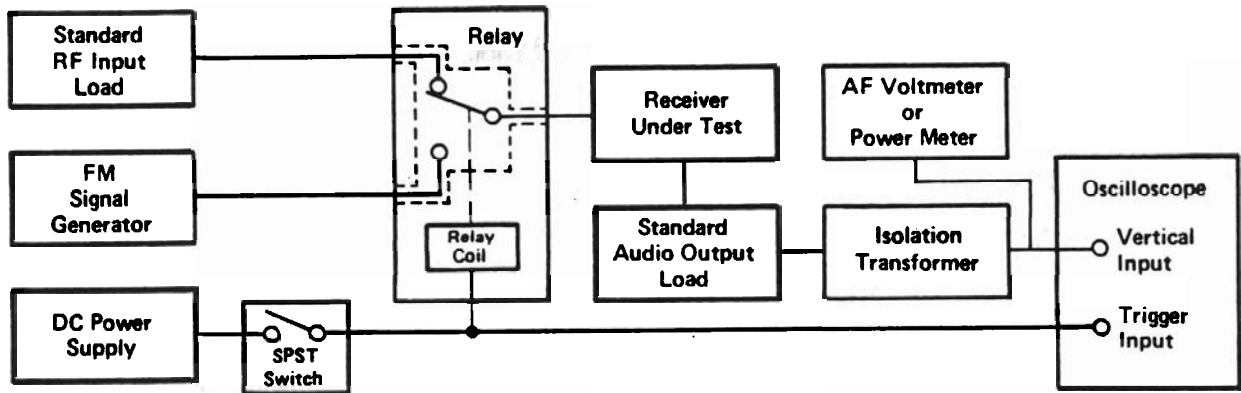 Standard
RF Input
Load
Relay
Receiver
Under Test
AF Voltmeter
or
Power Meter
FM
Signal
Generator
Relay
Coil
Standard
Audio Output
Load
Isolation
Transformer
Oscilloscope
Vertical
Input
DC Power
Supply
SPST
Switch
Trigger
Input